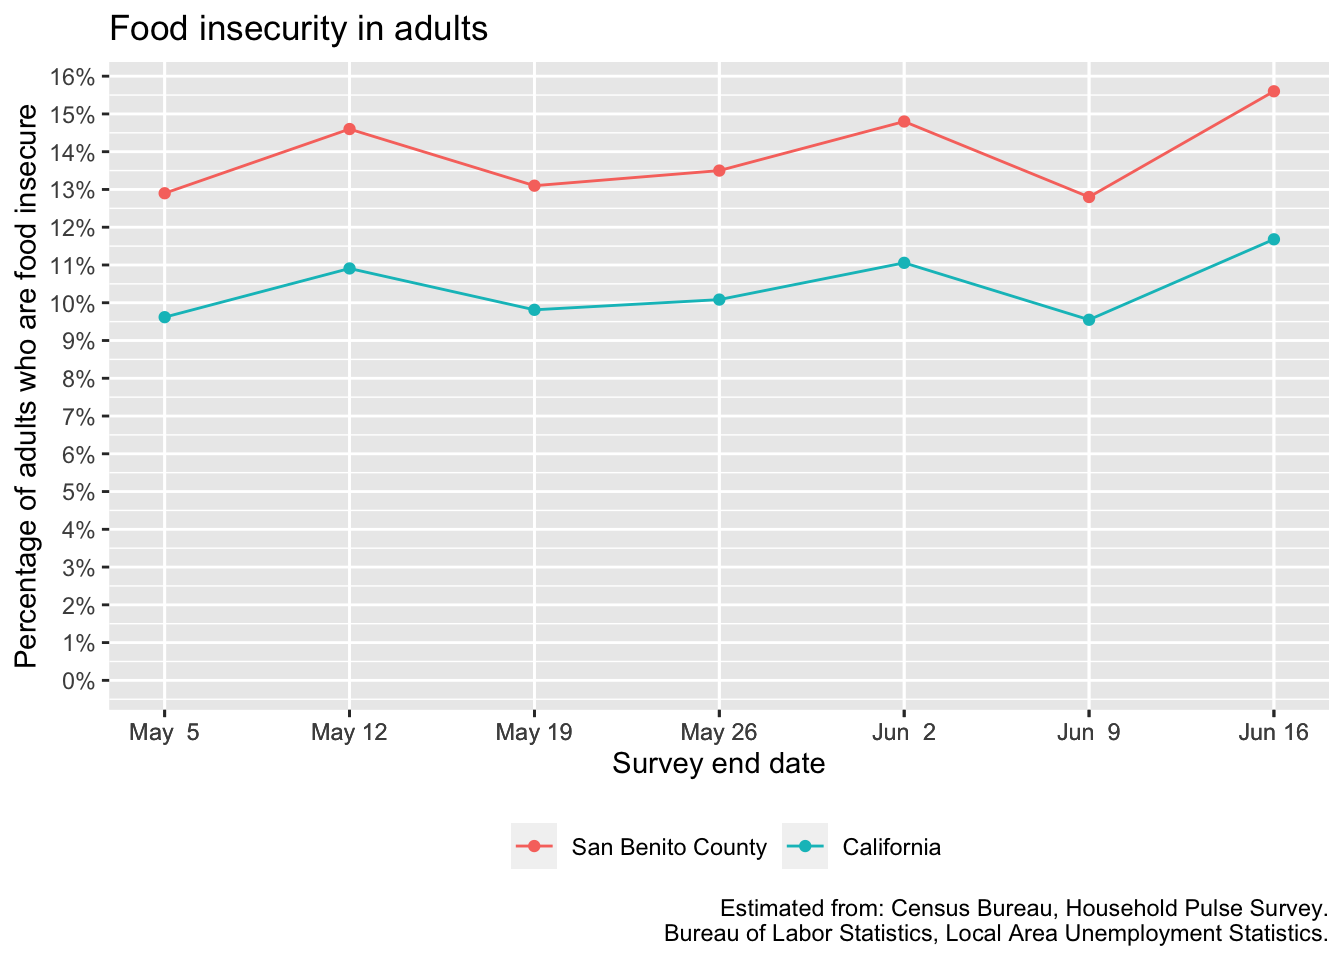 Food insecurity in adults
Percentage of adults who are food insecure
16%
15%
14%
13%
12%
11%
10%
9%
8%
7%
6%
5%
4%
3%
2%
1%
0%
May  5
May 12
May 19
May 26
Jun  2
Jun  9
Jun 16
Survey end date
San Benito County
California
Estimated from: Census Bureau, Household Pulse Survey.
Bureau of Labor Statistics, Local Area Unemployment Statistics.